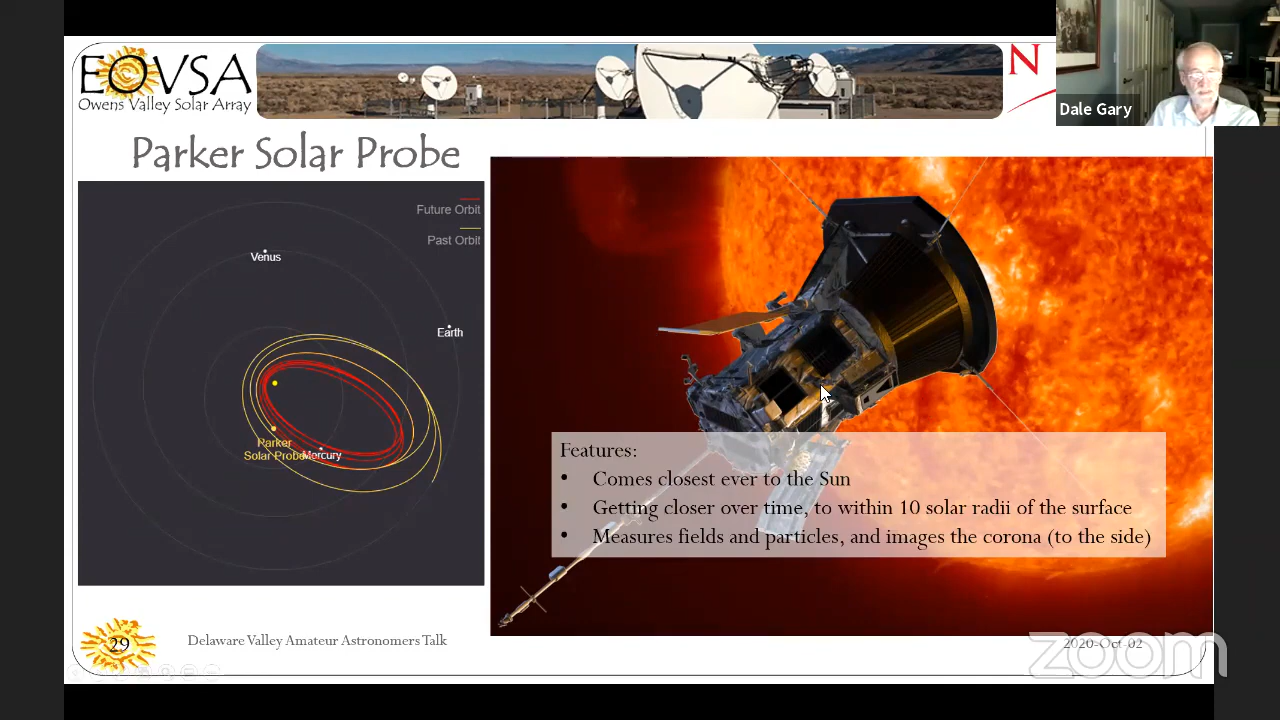 EOVSA
Owens Valley Solar Array
N
Dale Gary
Parker Solar Probe
Future Orbit
Past Orbit
Venus
Earth
Parker
Solar Probe
Mercury
Features:
• Comes closest ever to the Sun
• Getting closer over time, to within 10 solar radii of the surface
• Measures fields and particles, and images the corona (to the side)
29
Delaware Valley Amateur Astronomers Talk
2020-Oct-02
zoom